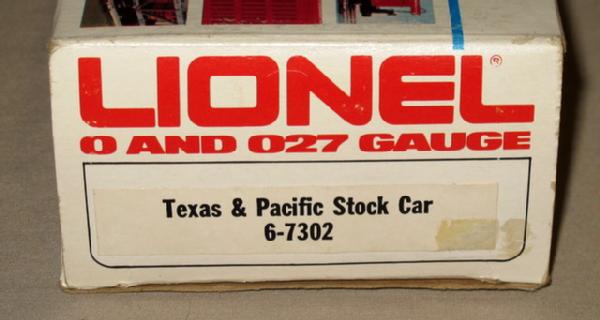 LIONEL®
O AND O27 GAUGE
Texas & Pacific Stock Car
6-7302